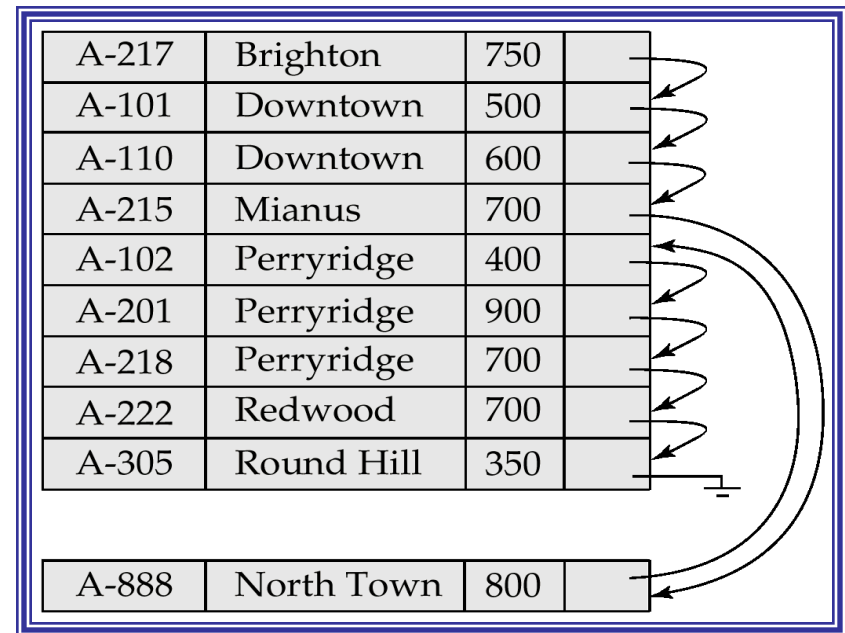 A-217 Brighton 750
A-101 Downtown 500
A-110 Downtown 600
A-215 Mianus 700
A-102 Perryridge 400
A-201 Perryridge 900
A-218 Perryridge 700
A-222 Redwood 700
A-305 Round Hill 350
A-888 North Town 800